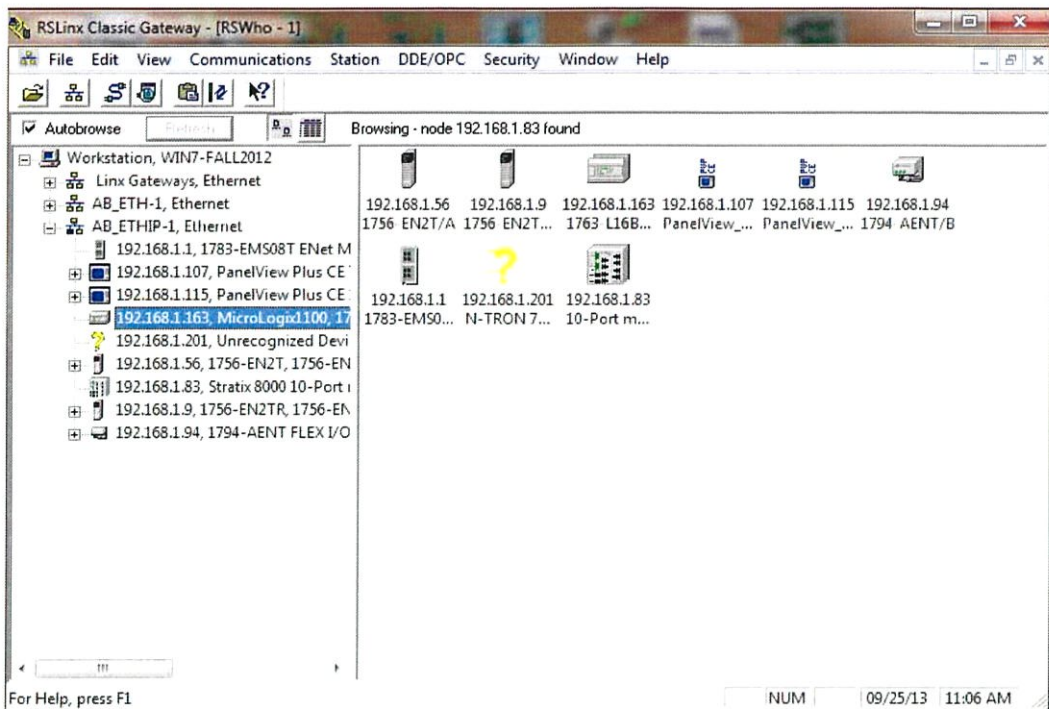 RSLinx Classic Gateway - [RSWho - 1]
File Edit View Communications Station DDE/OPC Security Window Help
Autobrowse Refresh Browsing - node 192.168.1.83 found
Workstation, WIN7-FALL2012
Linx Gateways, Ethernet
AB_ETH-1, Ethernet
AB_ETHIP-1, Ethernet
192.168.1.1, 1783-EMS08T ENet M
192.168.1.107, PanelView Plus CE
192.168.1.115, PanelView Plus CE
192.168.1.163, MicroLogix1100, 17
192.168.1.201, Unrecognized Devi
192.168.1.56, 1756-EN2T, 1756-EN
192.168.1.83, Stratix 8000 10-Port
192.168.1.9, 1756-EN2TR, 1756-EN
192.168.1.94, 1794-AENT FLEX I/O
192.168.1.56 192.168.1.9 192.168.1.163 192.168.1.107 192.168.1.115 192.168.1.94
1756 EN2T/A 1756 EN2T... 1763 L16B... PanelView_... PanelView_... 1794 AENT/B
192.168.1.1 192.168.1.201 192.168.1.83
1783-EMS0... N-TRON 7... 10-Port m...
For Help, press F1 NUM 09/25/13 11:06 AM